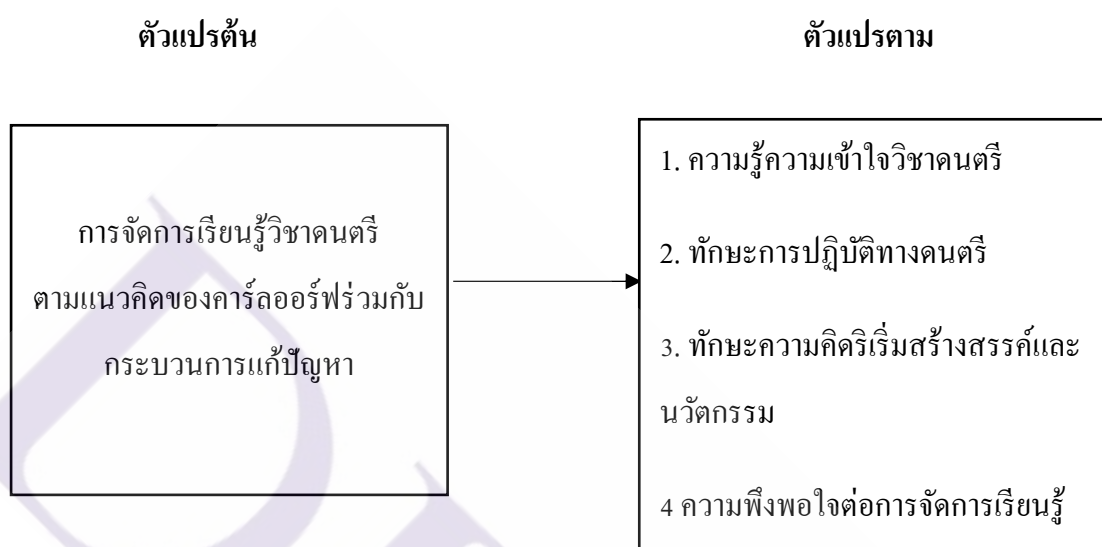 ตัวแปรต้น
ตัวแปรตาม
การจัดการเรียนรู้วิชาดนตรี
ตามแนวคิดของคาร์ลออร์ฟร่วมกับ
กระบวนการแก้ปัญหา
1. ความรู้ความเข้าใจวิชาดนตรี
2. ทักษะการปฏิบัติทางดนตรี
3. ทักษะความคิดริเริ่มสร้างสรรค์และ
นวัตกรรม
4 ความพึงพอใจต่อการจัดการเรียนรู้